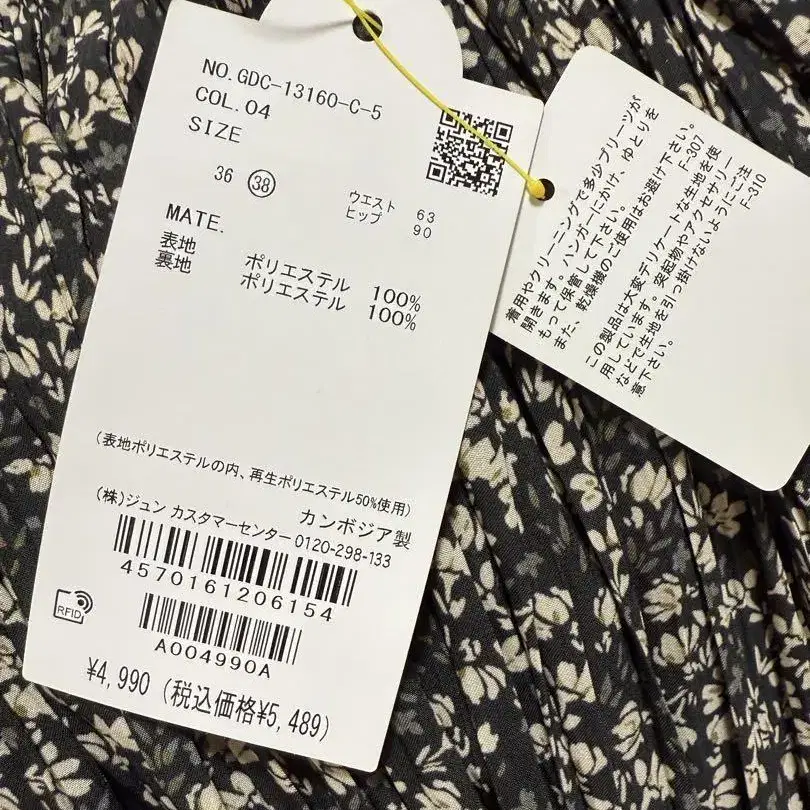 NO.GDC-13160-C-5
COL.04
SIZE
36 38
ウエスト 63
ヒップ 90
MATE.
表地 ポリエステル 100%
裏地 ポリエステル 100%
(表地ポリエステルの内、再生ポリエステル50%使用)
カンボジア製
(株)ジュン カスタマーセンター 0120-298-133
4570161206154
RFID
A004990A
¥4,990 (税込価格¥5,489)
着用やクリーニングで多少プリーツが
開きます。ハンガーにかけ、ゆとりを
もって保管して下さい。
また、乾燥機のご使用はお避け下さい。
F-307
この製品は大変デリケートな生地を使
用しています。突起物やアクセサリー
などで生地を引っ掛けないようにご注
意下さい。
F-310